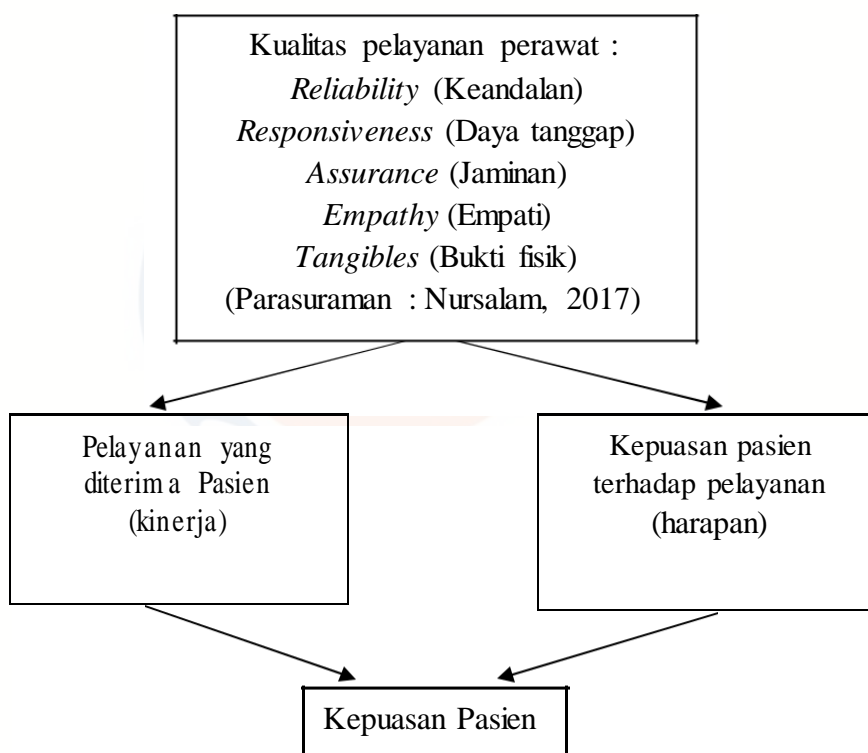 Kualitas pelayanan perawat :
Reliability (Keandalan)
Responsiveness (Daya tanggap)
Assurance (Jaminan)
Empathy (Empati)
Tangibles (Bukti fisik)
(Parasuraman : Nursalam, 2017)
Pelayanan yang
diterima Pasien
(kinerja)
Kepuasan pasien
terhadap pelayanan
(harapan)
Kepuasan Pasien